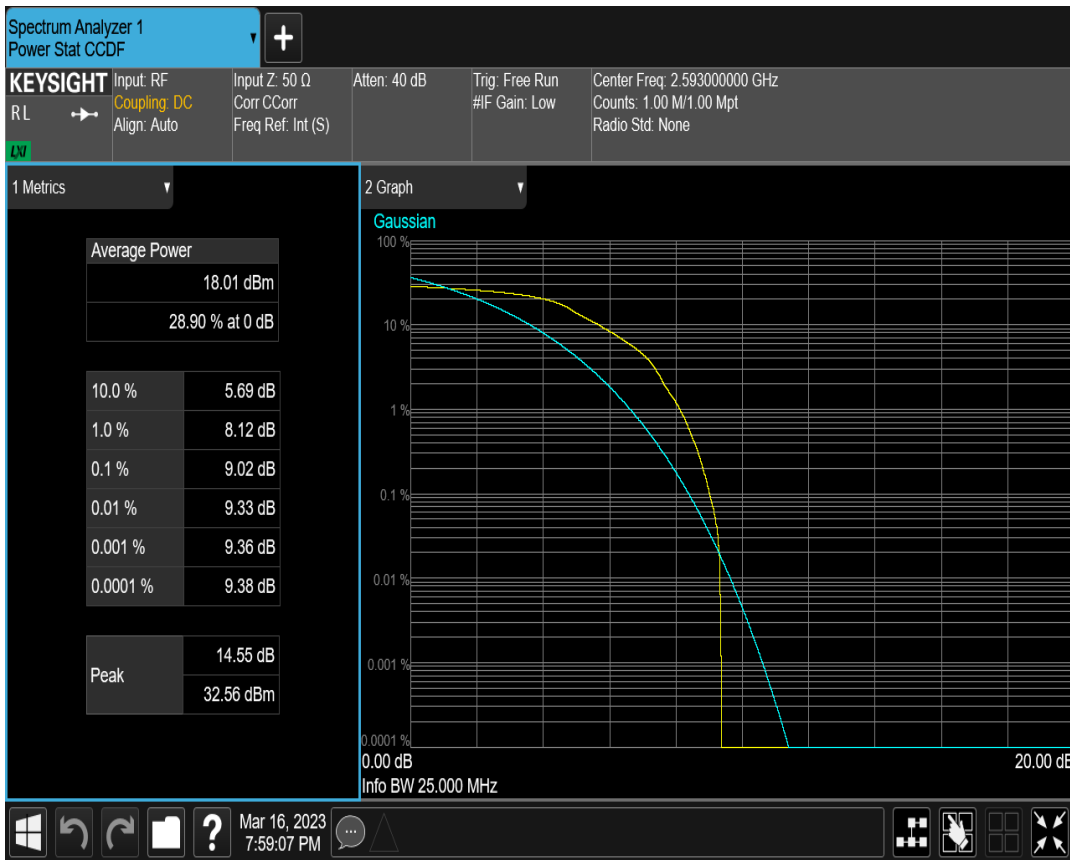 Spectrum Analyzer 1
Power Stat CCDF
KEYSIGHT
RL
LXI
Input: RF
Coupling: DC
Align: Auto
Input Z: 50 Ω
Corr CCorr
Freq Ref: Int (S)
Atten: 40 dB
Trig: Free Run
#IF Gain: Low
Center Freq: 2.593000000 GHz
Counts: 1.00 M/1.00 Mpt
Radio Std: None
1 Metrics
Average Power
18.01 dBm
28.90 % at 0 dB
10.0 % 5.69 dB
1.0 % 8.12 dB
0.1 % 9.02 dB
0.01 % 9.33 dB
0.001 % 9.36 dB
0.0001 % 9.38 dB
Peak
14.55 dB
32.56 dBm
2 Graph
Gaussian
100 %
10 %
1 %
0.1 %
0.01 %
0.001 %
0.0001 %
0.00 dB 20.00 dB
Info BW 25.000 MHz
Mar 16, 2023
7:59:07 PM